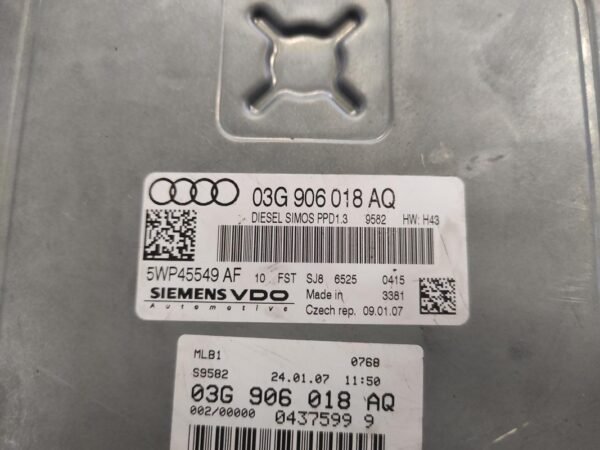 03G 906 018 AQ
DIESEL SIMOS PPD1.3 9582 HW: H43
5WP45549 AF 10 FST SJ8 6525 0415
SIEMENS VDO Made in 3381
Automotive Czech rep. 09.01.07
MLB1 0768
S9582 24.01.07 11:50
03G 906 018 AQ
002/00000 0437599 9